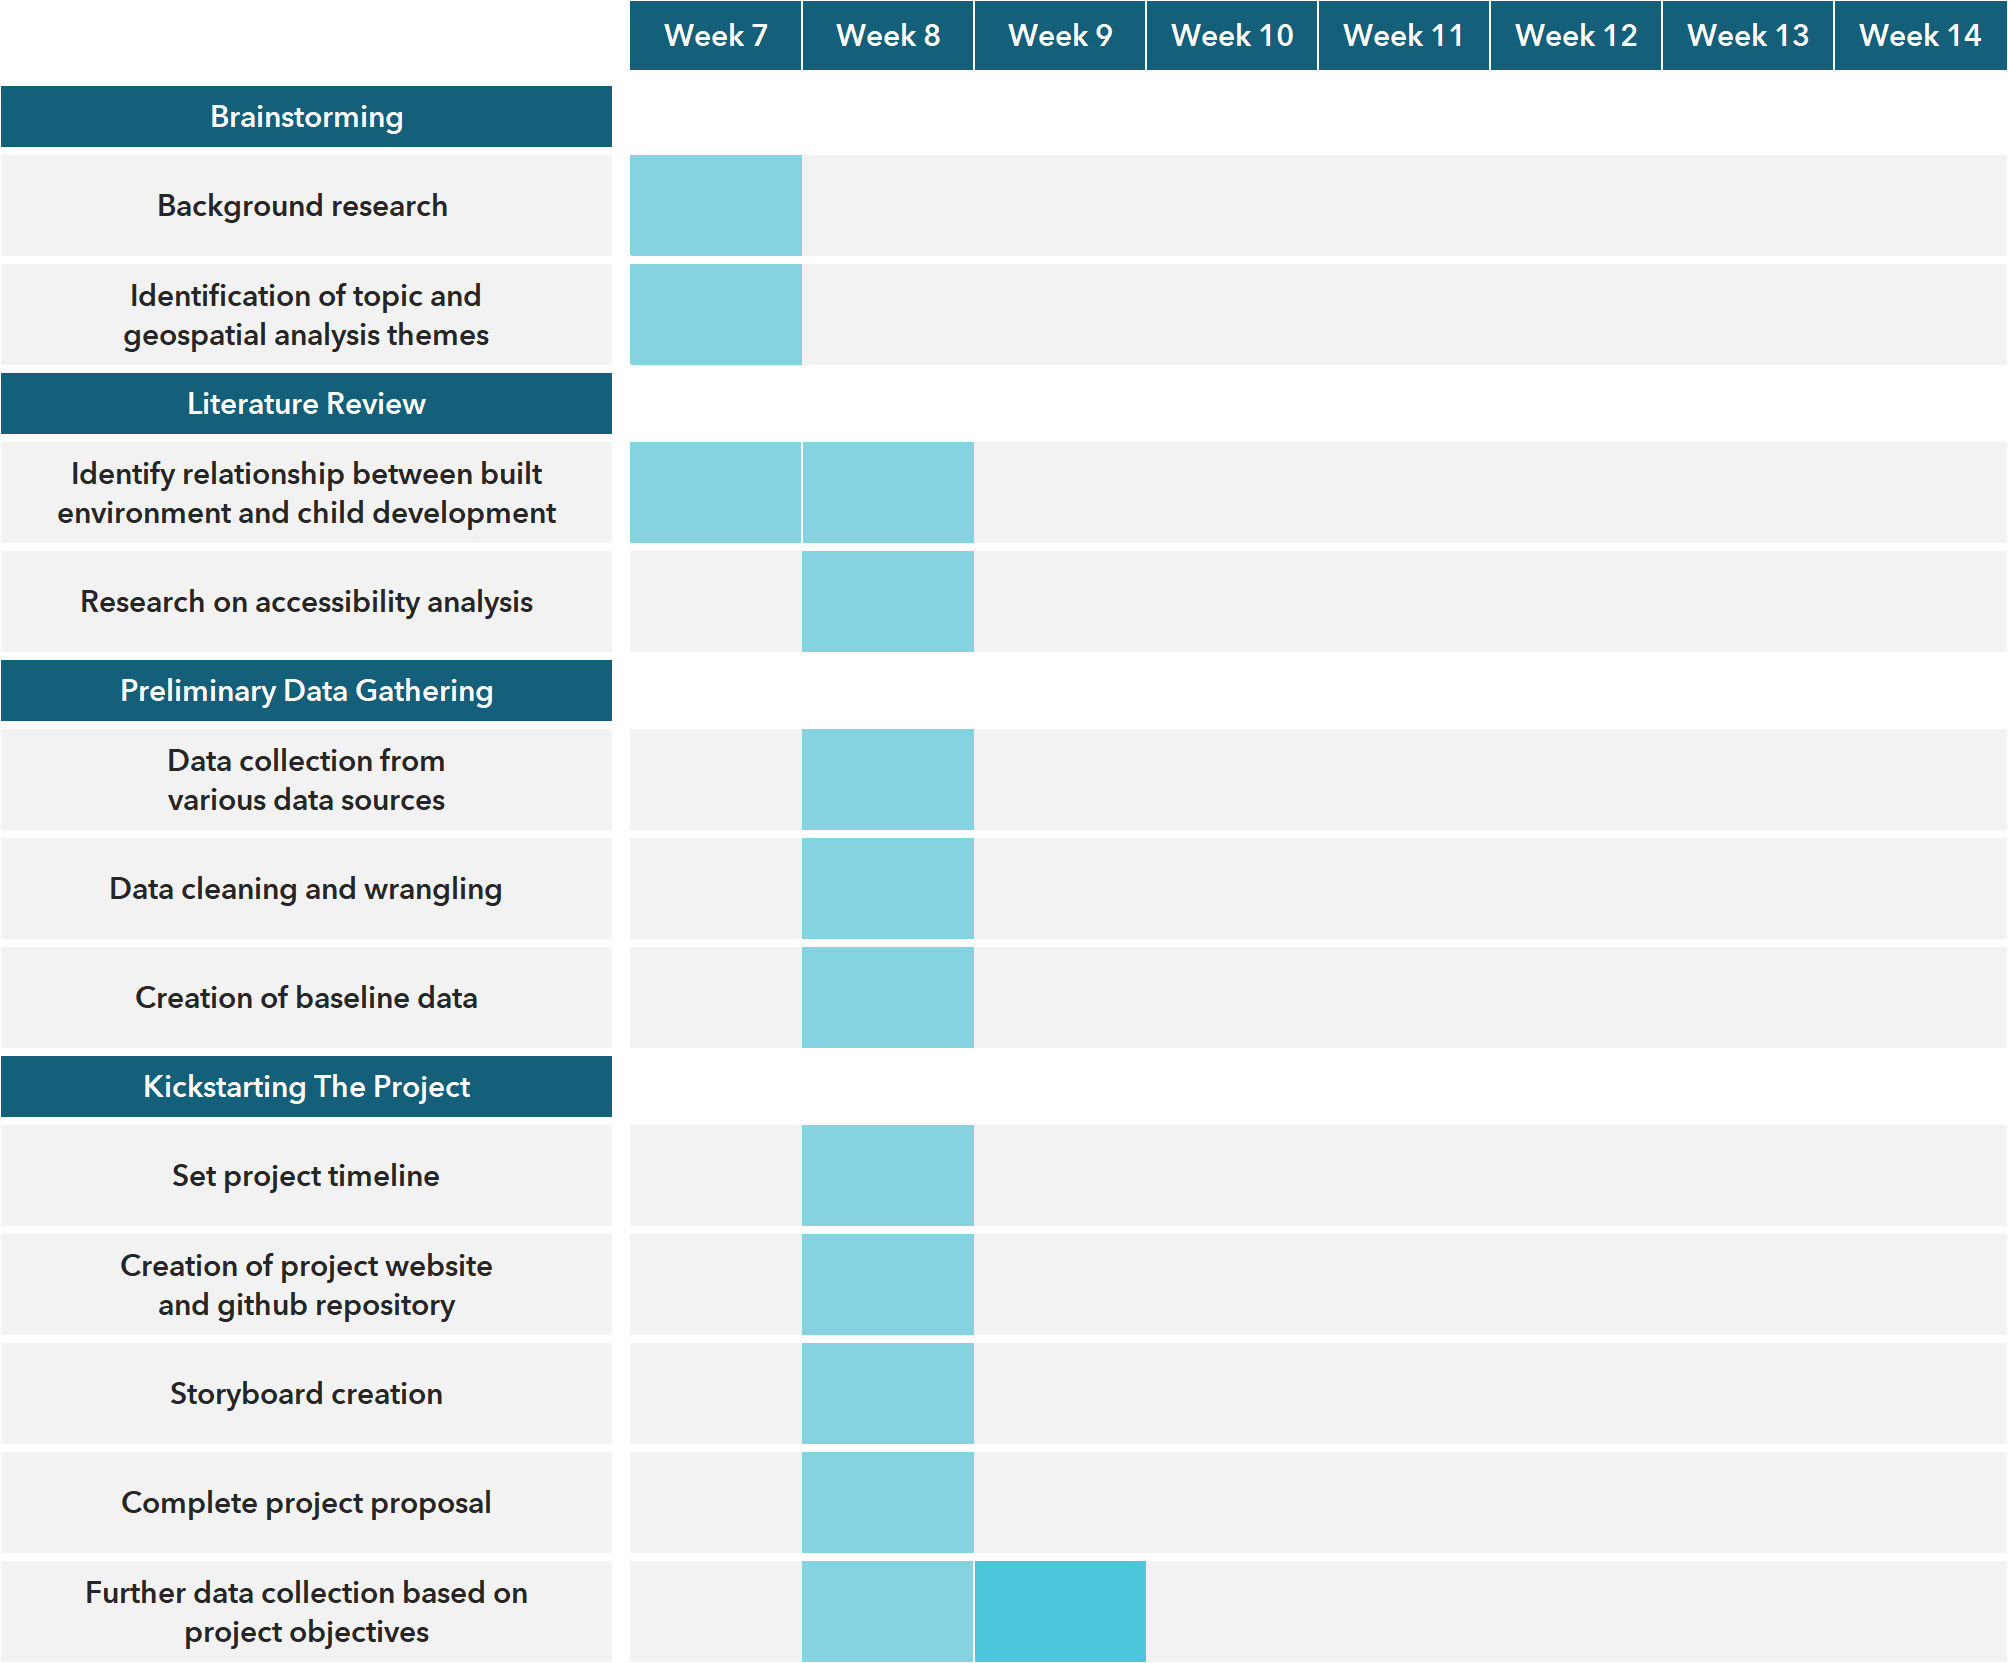 Week 7 Week 8 Week 9 Week 10 Week 11 Week 12 Week 13 Week 14
Brainstorming
Background research
Identification of topic and
geospatial analysis themes
Literature Review
Identify relationship between built
environment and child development
Research on accessibility analysis
Preliminary Data Gathering
Data collection from
various data sources
Data cleaning and wrangling
Creation of baseline data
Kickstarting The Project
Set project timeline
Creation of project website
and github repository
Storyboard creation
Complete project proposal
Further data collection based on
project objectives